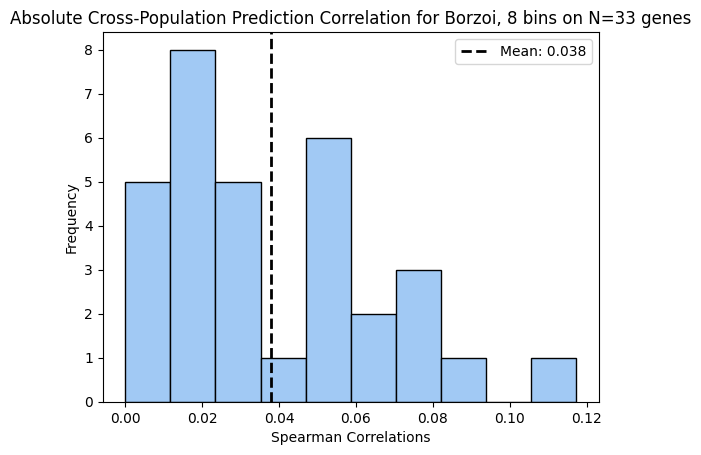 Absolute Cross-Population Prediction Correlation for Borzoi, 8 bins on N=33 genes
Mean: 0.038
8
7
6
5
4
3
2
1
0
Frequency
0.00 0.02 0.04 0.06 0.08 0.10 0.12
Spearman Correlations